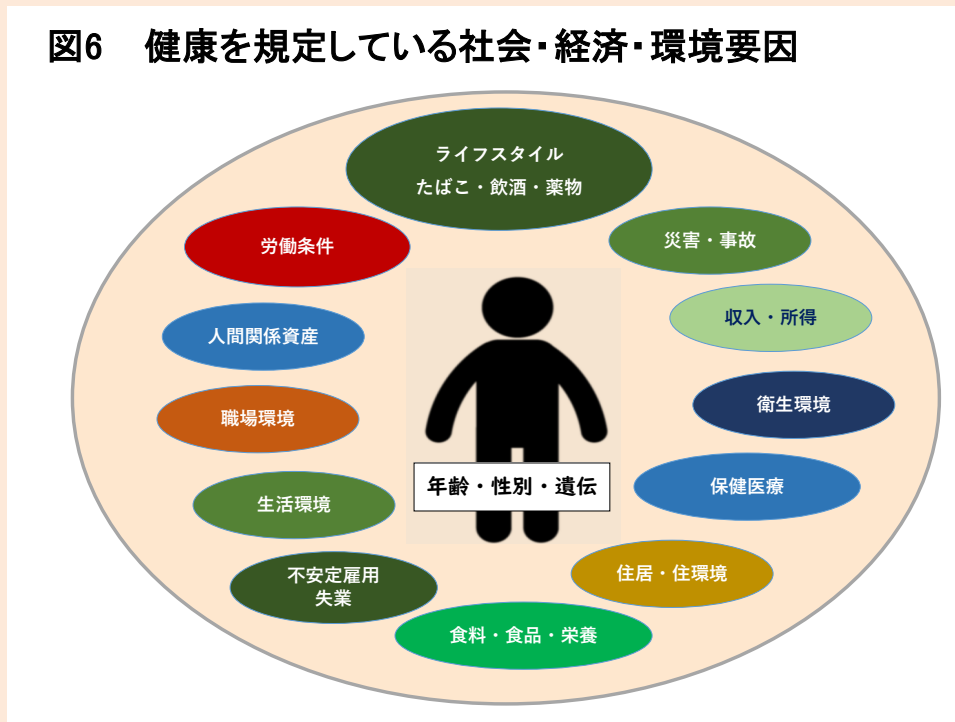 図6　健康を規定している社会・経済・環境要因
ライフスタイル
たばこ・飲酒・薬物
労働条件
災害・事故
収入・所得
人間関係資産
衛生環境
職場環境
保健医療
年齢・性別・遺伝
生活環境
住居・住環境
不安定雇用
失業
食料・食品・栄養